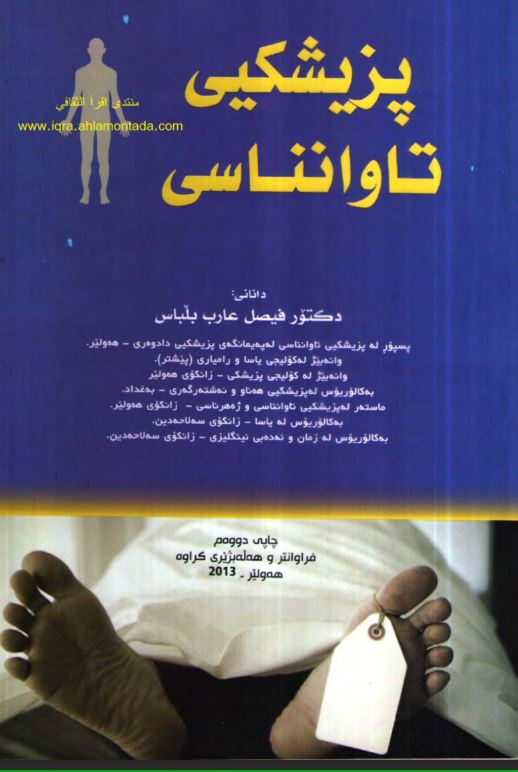 پزیشکیی
تاوانناسی
منتدى اقرأ الثقافي
www.iqra.ahlamontada.com
دانانی:
دکتۆر فیصل عارب بڵباس
پسپۆڕ لە پزیشکیی تاوانناسی لەپەیمانگەی پزیشکیی دادوەری - هەولێر.
وانەبێژ لەکۆلیجی یاسا و رامیاری (پێشتر).
وانەبێژ لە کۆلیجی پزیشکی - زانکۆی هەولێر
بەکالۆریۆس لەپزیشکیی هەناو و نەشتەرگەری - بەغداد.
ماستەر لەپزیشکیی تاوانناسی و ژەهرناسی - زانکۆی هەولێر.
بەکالۆریۆس لە یاسا - زانکۆی سەلاحەدین.
بەکالۆریۆس لە زمان و ئەدەبی ئینگلیزی - زانکۆی سەلاحەدین.
چاپی دووەم
فراوانتر و هەڵەبژێری کراوە
هەولێر - 2013